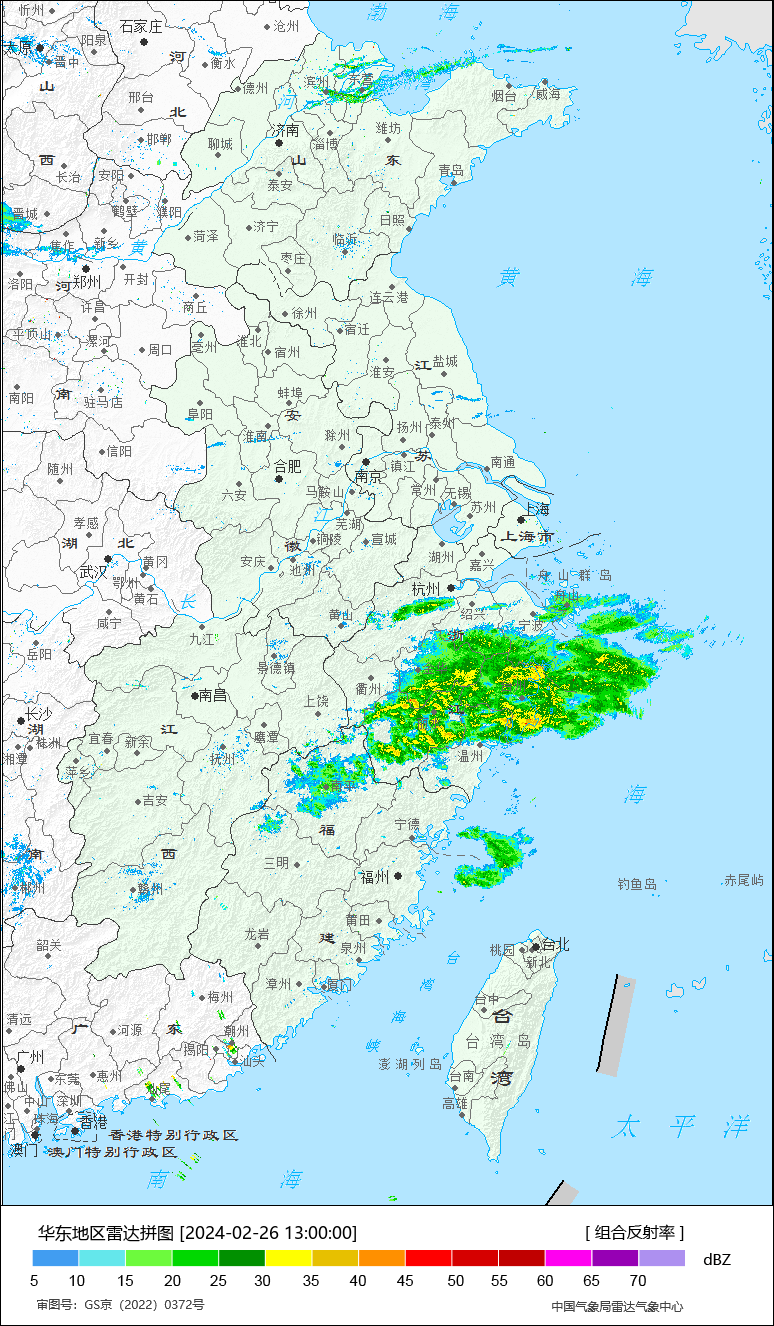 忻州
石家庄
沧州
渤 海
太原
阳泉
晋中
河
衡水
德州
滨州
东营
山
邢台
北
河
烟台
威海
济南
潍坊
邯郸
聊城
淄博
西
山 东
长治
安阳
泰安
青岛
晋城
鹤壁
濮阳
济宁
日照
焦作
新乡
黄
菏泽
临沂
枣庄
洛阳
郑州
开封
黄 海
河
许昌
商丘
徐州
连云港
平顶山
漯河
周口
亳州
淮北
宿州
宿迁
江
盐城
淮安
南阳
南
驻马店
阜阳
蚌埠
安
扬州
泰州
淮南
滁州
苏
信阳
合肥
南京
镇江
南通
随州
六安
马鞍山
常州
无锡
苏州
上海
孝感
芜湖
江
湖 北
徽
铜陵
宣城
上海市
武汉
黄冈
安庆
池州
湖州
嘉兴
舟 山 群 岛
鄂州
黄石
长
杭州
咸宁
黄山
绍兴
宁波
岳阳
九江
浙
景德镇
衢州
南昌
上饶
长沙
江
江
湖
株洲
宜春
新余
鹰潭
湘潭
抚州
温州
萍乡
吉安
海
福
宁德
南
西
三明
郴州
赣州
福州
钓鱼岛
赤尾屿
莆田
韶关
龙岩
建
泉州
台北
桃园
新北
台
漳州
厦门
湾
梅州
台中
清远
广 东
河源
潮州
台
海
揭阳
汕头
台 湾 岛
峡
广州
澎 湖 列 岛
东莞
惠州
台南
湾
佛山
汕尾
中山
深圳
高雄
珠海
香港
太 平 洋
香港特别行政区
澳门
澳门特别行政区
南 海
华东地区雷达拼图 [2024-02-26 13:00:00]
[ 组合反射率 ]
dBZ
5 10 15 20 25 30 35 40 45 50 55 60 65 70
审图号：GS京（2022）0372号
中国气象局雷达气象中心